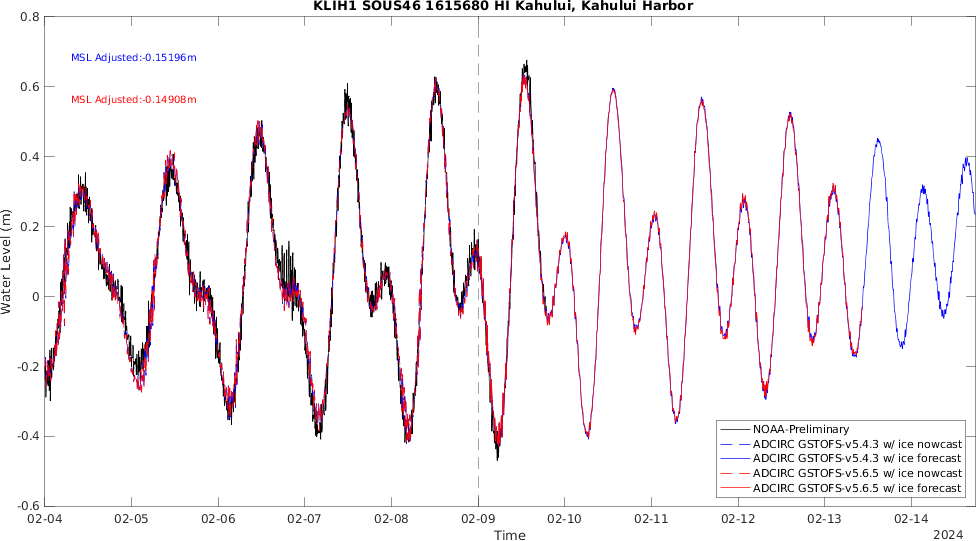 KLIH1 SOUS46 1615680 HI Kahului, Kahului Harbor
0.8
0.6
0.4
0.2
0
-0.2
-0.4
-0.6
Water Level (m)
MSL Adjusted:-0.15196m
MSL Adjusted:-0.14908m
NOAA-Preliminary
ADCIRC GSTOFS-v5.4.3 w/ ice nowcast
ADCIRC GSTOFS-v5.4.3 w/ ice forecast
ADCIRC GSTOFS-v5.6.5 w/ ice nowcast
ADCIRC GSTOFS-v5.6.5 w/ ice forecast
02-04 02-05 02-06 02-07 02-08 02-09 02-10 02-11 02-12 02-13 02-14
Time
2024